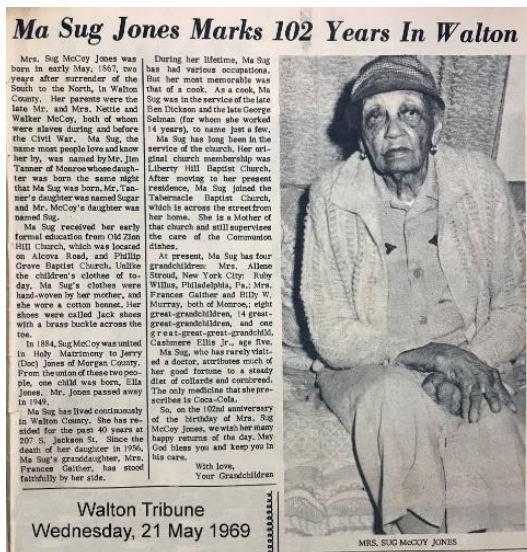 Ma Sug Jones Marks 102 Years In Walton
Mrs. Sug McCoy Jones was
born in early May, 1867, two
years after surrender of the
South to the North, in Walton
County. Her parents were the
late Mr. and Mrs. Nettie and
Walker McCoy, both of whom
were slaves during and before
the Civil War. Ma Sug, the
name most people love and know
her by, was named by Mr. Jim
Tanner of Monroe whose daugh-
ter was born the same night
that Ma Sug was born. Mr. Tan-
ner's daughter was named Sugar
and Mr. McCoy's daughter was
named Sug.
Ma Sug received her early
formal education from Old Zion
Hill Church, which was located
on Alcova Road, and Phillip
Grove Baptist Church. Unlike
the children's clothes of to-
day, Ma Sug's clothes were
hand-woven by her mother, and
she wore a cotton bonnet. Her
shoes were called Jack shoes
with a brass buckle across the
toe.
In 1884, Sug McCoy was united
in Holy Matrimony to Jerry
(Doc) Jones of Morgan County.
From the union of these two peo-
ple, one child was born, Ella
Jones. Mr. Jones passed away
in 1949.
Ma Sug has lived continuously
in Walton County. She has re-
sided for the past 40 years at
207 S. Jackson St. Since the
death of her daughter in 1956,
Ma Sug's granddaughter, Mrs.
Frances Gaither, has stood
faithfully by her side.
During her lifetime, Ma Sug
has had various occupations.
But her most memorable was
that of a cook. As a cook, Ma
Sug was in the service of the late
Ben Dickson and the late George
Selman (for whom she worked
14 years), to name just a few.
Ma Sug has long been in the
service of the church. Her ori-
ginal church membership was
Liberty Hill Baptist Church.
After moving to her present
residence, Ma Sug joined the
Tabernacle Baptist Church,
which is across the street from
her home. She is a Mother of
that church and still supervises
the care of the Communion
dishes.
At present, Ma Sug has four
grandchildren: Mrs. Allene
Stroud, New York City: Ruby
Willus, Philadelphia, Pa.; Mrs.
Frances Gaither and Billy W.
Murray, both of Monroe,; eight
great-grandchildren, 14 great-
great-grandchildren, and one
great-great-great-grandchild,
Cashmere Ellis Jr., age five.
Ma Sug, who has rarely visit-
ed a doctor, attributes much of
her good fortune to a steady
diet of collards and cornbread.
The only medicine that she pre-
scribes is Coca-Cola.
So, on the 102nd anniversary
of the birthday of Mrs. Sug
McCoy Jones, we wish her many
happy returns of the day. May
God bless you and keep you in
his care.
With love,
Your Grandchildren
MRS. SUG McCOY JONES
Walton Tribune
Wednesday, 21 May 1969